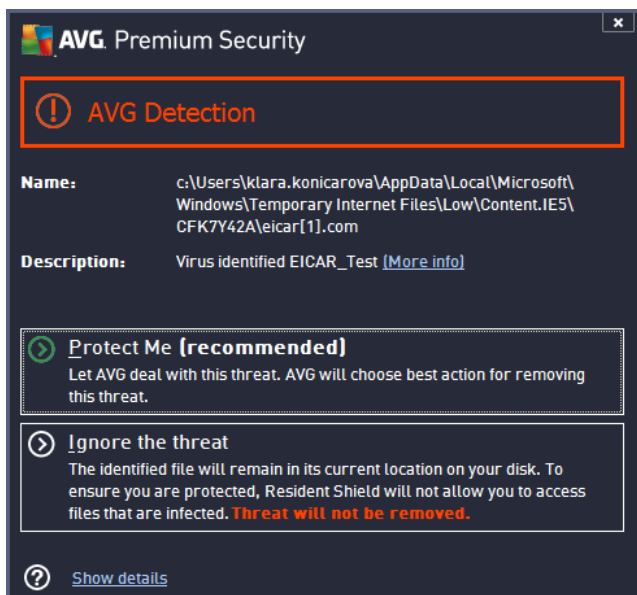 AVG. Premium Security
x
AVG Detection
Name: c:\Users\klara.konicarova\AppData\Local\Microsoft\
Windows\Temporary Internet Files\Low\Content.IE5\
CFK7Y42A\eicar[1].com
Description: Virus identified EICAR_Test (More info)
Protect Me (recommended)
Let AVG deal with this threat. AVG will choose best action for removing
this threat.
Ignore the threat
The identified file will remain in its current location on your disk. To
ensure you are protected, Resident Shield will not allow you to access
files that are infected. Threat will not be removed.
? Show details